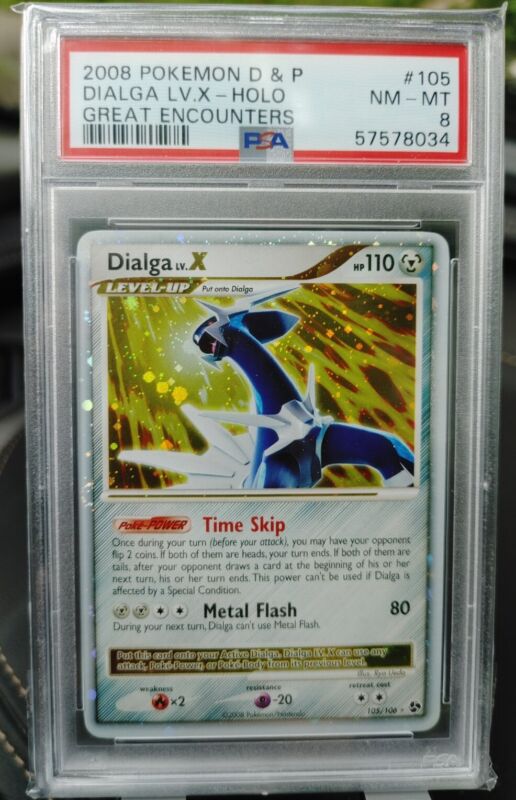 2008 POKEMON D & P #105
DIALGA LV.X - HOLO NM - MT
GREAT ENCOUNTERS 8
PSA 57578034
Dialga LV.X HP 110
LEVEL-UP Put onto Dialga
Poké-POWER Time Skip
Once during your turn (before your attack), you may have your opponent
flip 2 coins. If both of them are heads, your turn ends. If both of them are
tails, after your opponent draws a card at the beginning of his or her
next turn, his or her turn ends. This power can't be used if Dialga is
affected by a Special Condition.
Metal Flash 80
During your next turn, Dialga can't use Metal Flash.
Put this card onto your Active Dialga. Dialga LV.X can use any
attack, Poké-Power, or Poké-Body from its previous level.
Illus. Ryo Ueda
weakness resistance retreat cost
×2 -20
©2008 Pokémon/Nintendo 105/106